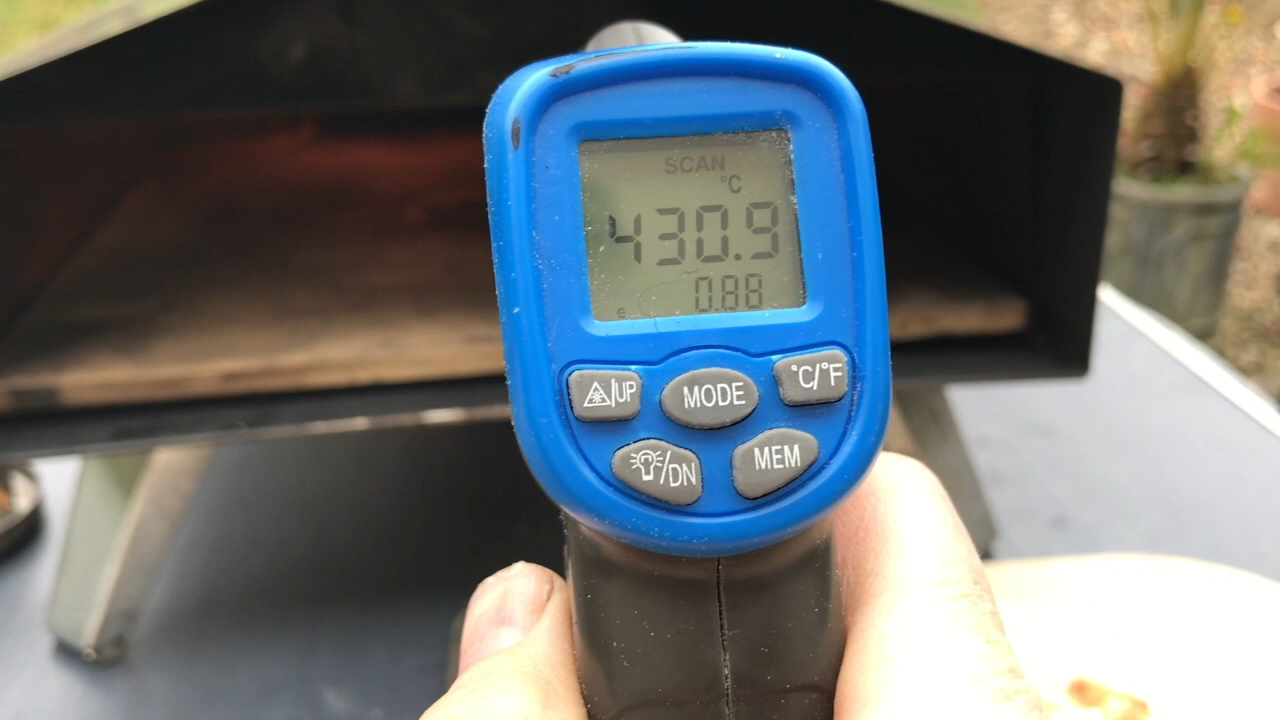 SCAN
°C
430.9
ε 0.88
/UP MODE °C/°F
/DN MEM